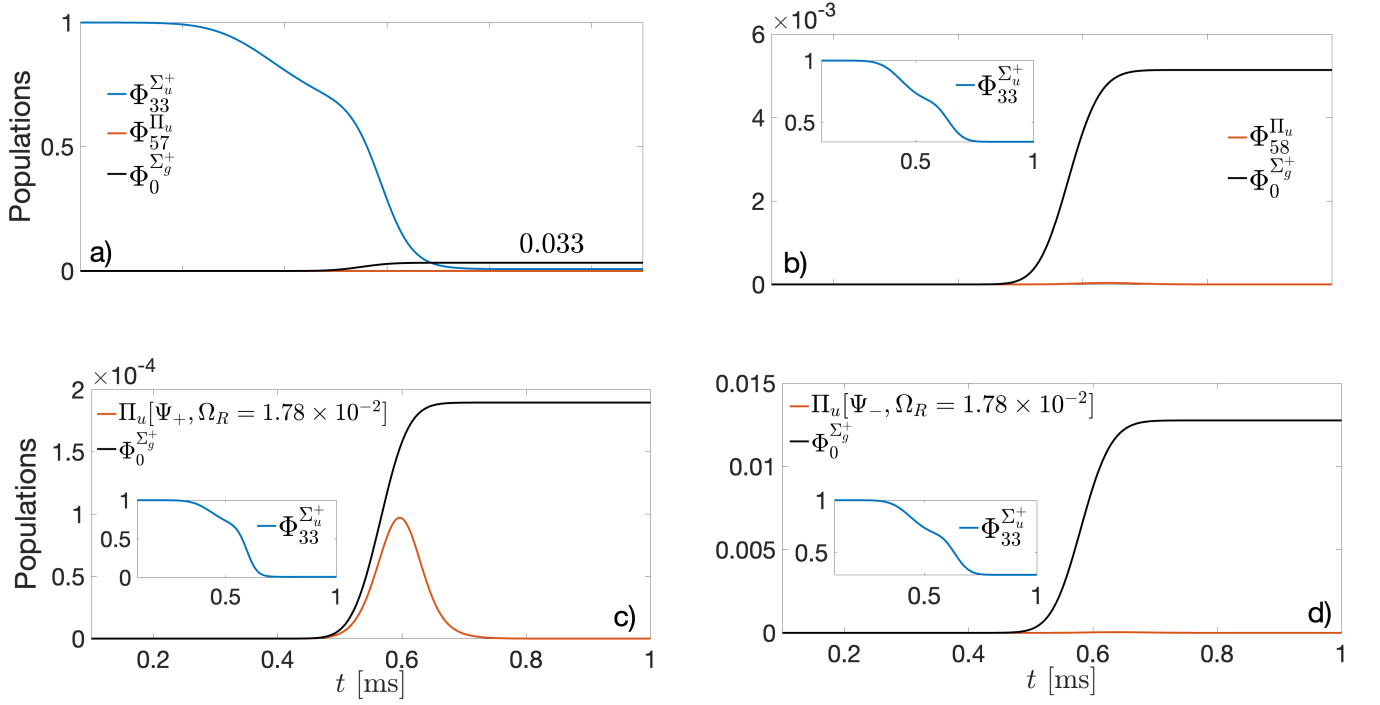 1
0.5
0
Populations
Φ_{33}^{Σ_u^+}
Φ_{57}^{Π_u}
Φ_0^{Σ_g^+}
0.033
a)
×10^{-3}
6
4
2
0
1
0.5
0.5 1
Φ_{33}^{Σ_u^+}
Φ_{58}^{Π_u}
Φ_0^{Σ_g^+}
b)
×10^{-4}
2
1.5
1
0.5
0
Populations
Π_u[Ψ_+, Ω_R = 1.78 × 10^{-2}]
Φ_0^{Σ_g^+}
1
0.5
0
0.5 1
Φ_{33}^{Σ_u^+}
c)
0.2 0.4 0.6 0.8 1
t [ms]
0.015
0.01
0.005
0
Π_u[Ψ_-, Ω_R = 1.78 × 10^{-2}]
Φ_0^{Σ_g^+}
1
0.5
0.5 1
Φ_{33}^{Σ_u^+}
d)
0.2 0.4 0.6 0.8 1
t [ms]